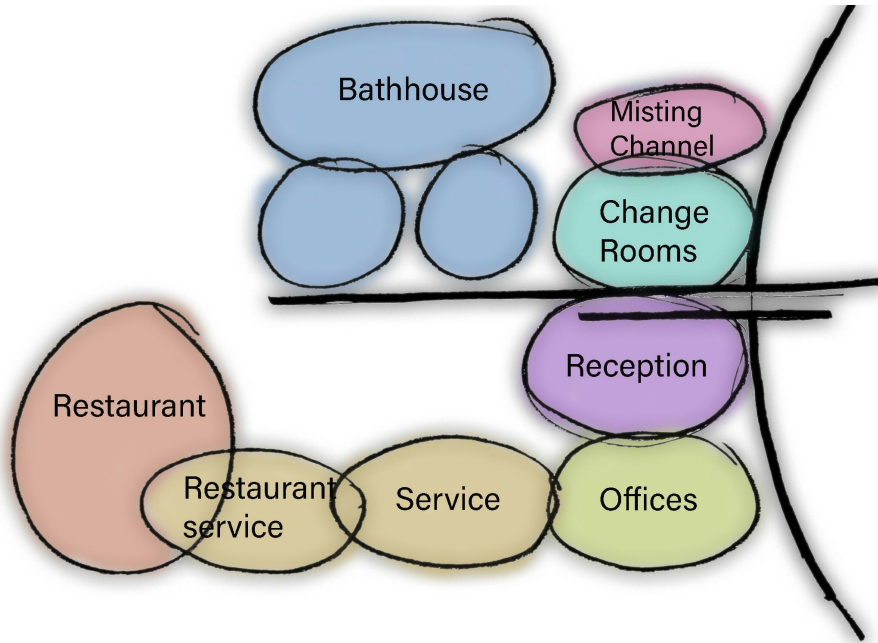 Bathhouse
Misting
Channel
Change
Rooms
Reception
Restaurant
Restaurant
service
Service
Offices